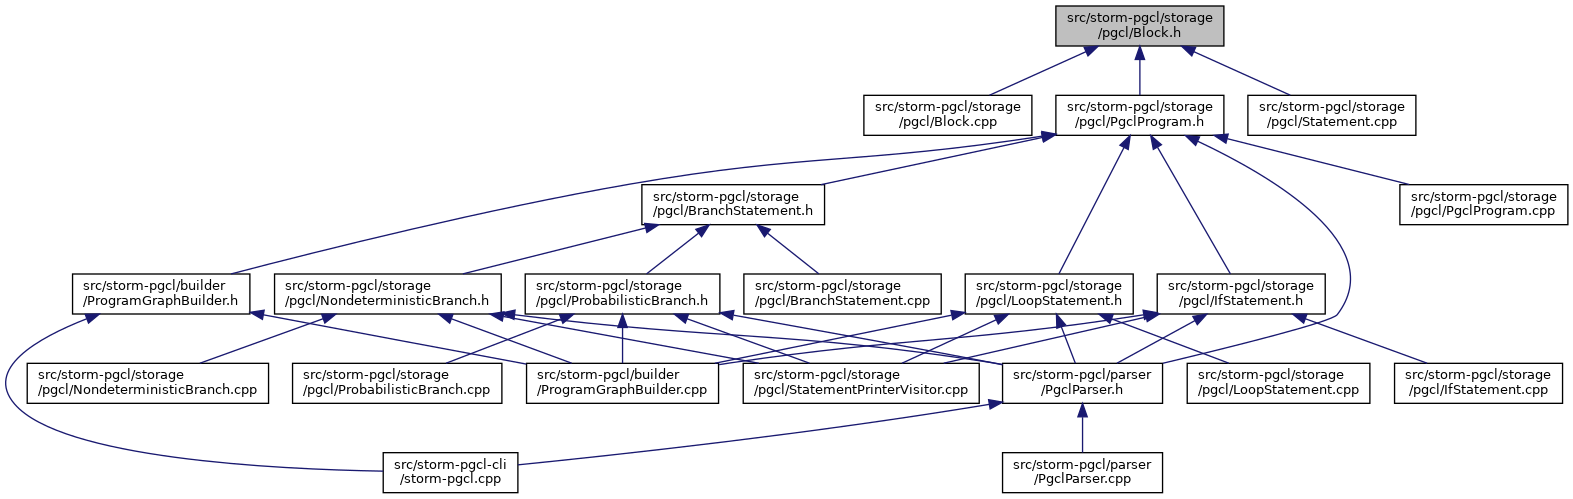 src/storm-pgcl/storage
/pgcl/Block.h
src/storm-pgcl/storage
/pgcl/Block.cpp
src/storm-pgcl/storage
/pgcl/PgclProgram.h
src/storm-pgcl/storage
/pgcl/Statement.cpp
src/storm-pgcl/storage
/pgcl/BranchStatement.h
src/storm-pgcl/storage
/pgcl/PgclProgram.cpp
src/storm-pgcl/builder
/ProgramGraphBuilder.h
src/storm-pgcl/storage
/pgcl/NondeterministicBranch.h
src/storm-pgcl/storage
/pgcl/ProbabilisticBranch.h
src/storm-pgcl/storage
/pgcl/BranchStatement.cpp
src/storm-pgcl/storage
/pgcl/LoopStatement.h
src/storm-pgcl/storage
/pgcl/IfStatement.h
src/storm-pgcl/storage
/pgcl/NondeterministicBranch.cpp
src/storm-pgcl/storage
/pgcl/ProbabilisticBranch.cpp
src/storm-pgcl/builder
/ProgramGraphBuilder.cpp
src/storm-pgcl/storage
/pgcl/StatementPrinterVisitor.cpp
src/storm-pgcl/parser
/PgclParser.h
src/storm-pgcl/storage
/pgcl/LoopStatement.cpp
src/storm-pgcl/storage
/pgcl/IfStatement.cpp
src/storm-pgcl-cli
/storm-pgcl.cpp
src/storm-pgcl/parser
/PgclParser.cpp